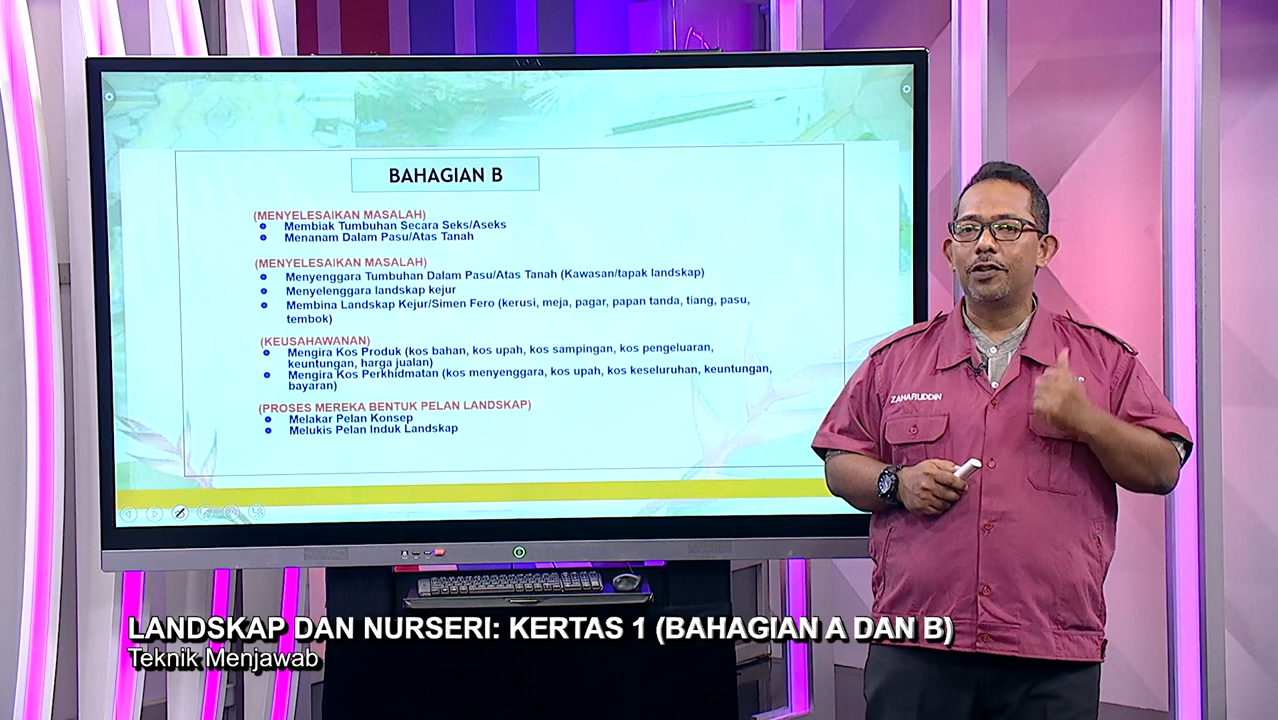 BAHAGIAN B
(MENYELESAIKAN MASALAH)
Membiak Tumbuhan Secara Seks/Aseks
Menanam Dalam Pasu/Atas Tanah
(MENYELESAIKAN MASALAH)
Menyenggara Tumbuhan Dalam Pasu/Atas Tanah (Kawasan/tapak landskap)
Menyelenggara landskap kejur
Membina Landskap Kejur/Simen Fero (kerusi, meja, pagar, papan tanda, tiang, pasu,
tembok)
(KEUSAHAWANAN)
Mengira Kos Produk (kos bahan, kos upah, kos sampingan, kos pengeluaran,
keuntungan, harga jualan)
Mengira Kos Perkhidmatan (kos menyenggara, kos upah, kos keseluruhan, keuntungan,
bayaran)
(PROSES MEREKA BENTUK PELAN LANDSKAP)
Melakar Pelan Konsep
Melukis Pelan Induk Landskap
ZAHARUDDIN
LANDSKAP DAN NURSERI: KERTAS 1 (BAHAGIAN A DAN B)
Teknik Menjawab